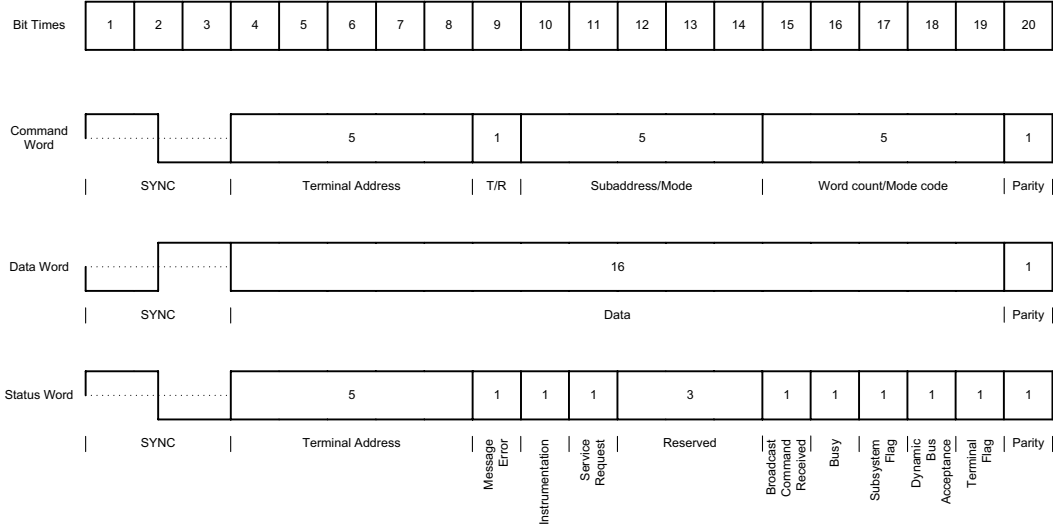 Bit Times 1 2 3 4 5 6 7 8 9 10 11 12 13 14 15 16 17 18 19 20
Command
Word
5 1 5 5 1
SYNC Terminal Address T/R Subaddress/Mode Word count/Mode code Parity
Data Word 16 1
SYNC Data Parity
Status Word 5 1 1 1 3 1 1 1 1 1 1
SYNC Terminal Address Reserved Parity
Message
Error
Instrumentation
Service
Request
Broadcast
Command
Received
Busy
Subsystem
Flag
Dynamic
Bus
Acceptance
Terminal
Flag